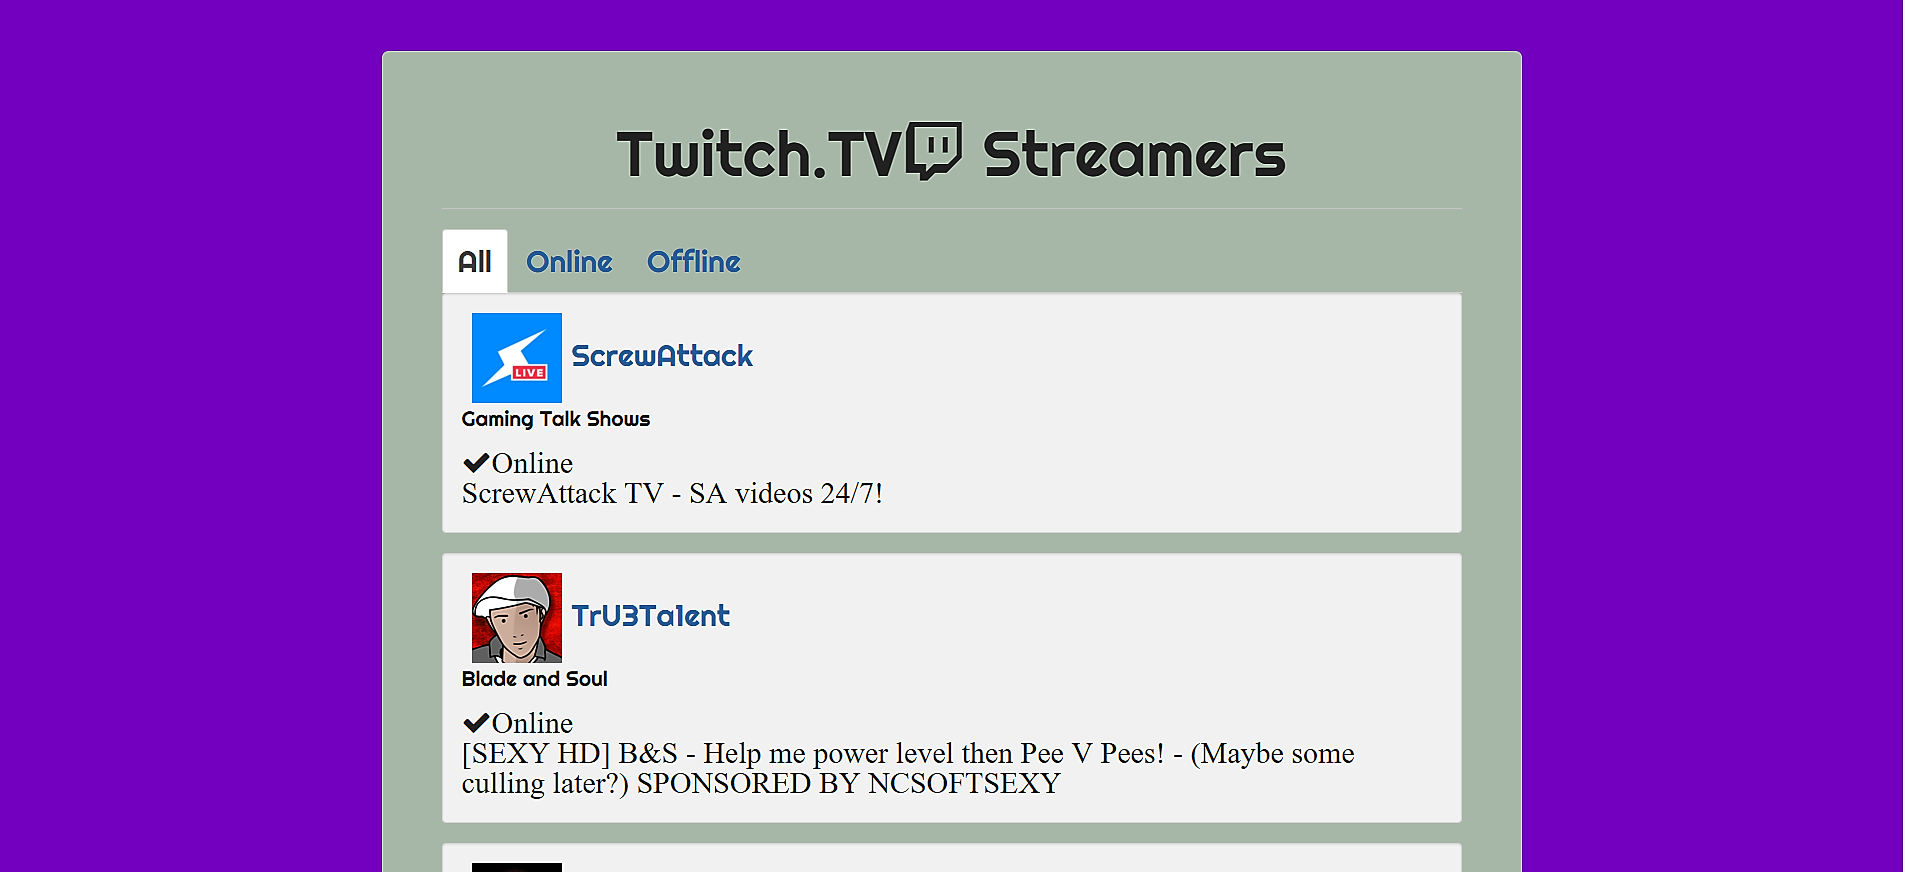 Twitch.TV Streamers
All Online Offline
LIVE
ScrewAttack
Gaming Talk Shows
Online
ScrewAttack TV - SA videos 24/7!
TrU3Ta1ent
Blade and Soul
Online
[SEXY HD] B&S - Help me power level then Pee V Pees! - (Maybe some
culling later?) SPONSORED BY NCSOFTSEXY